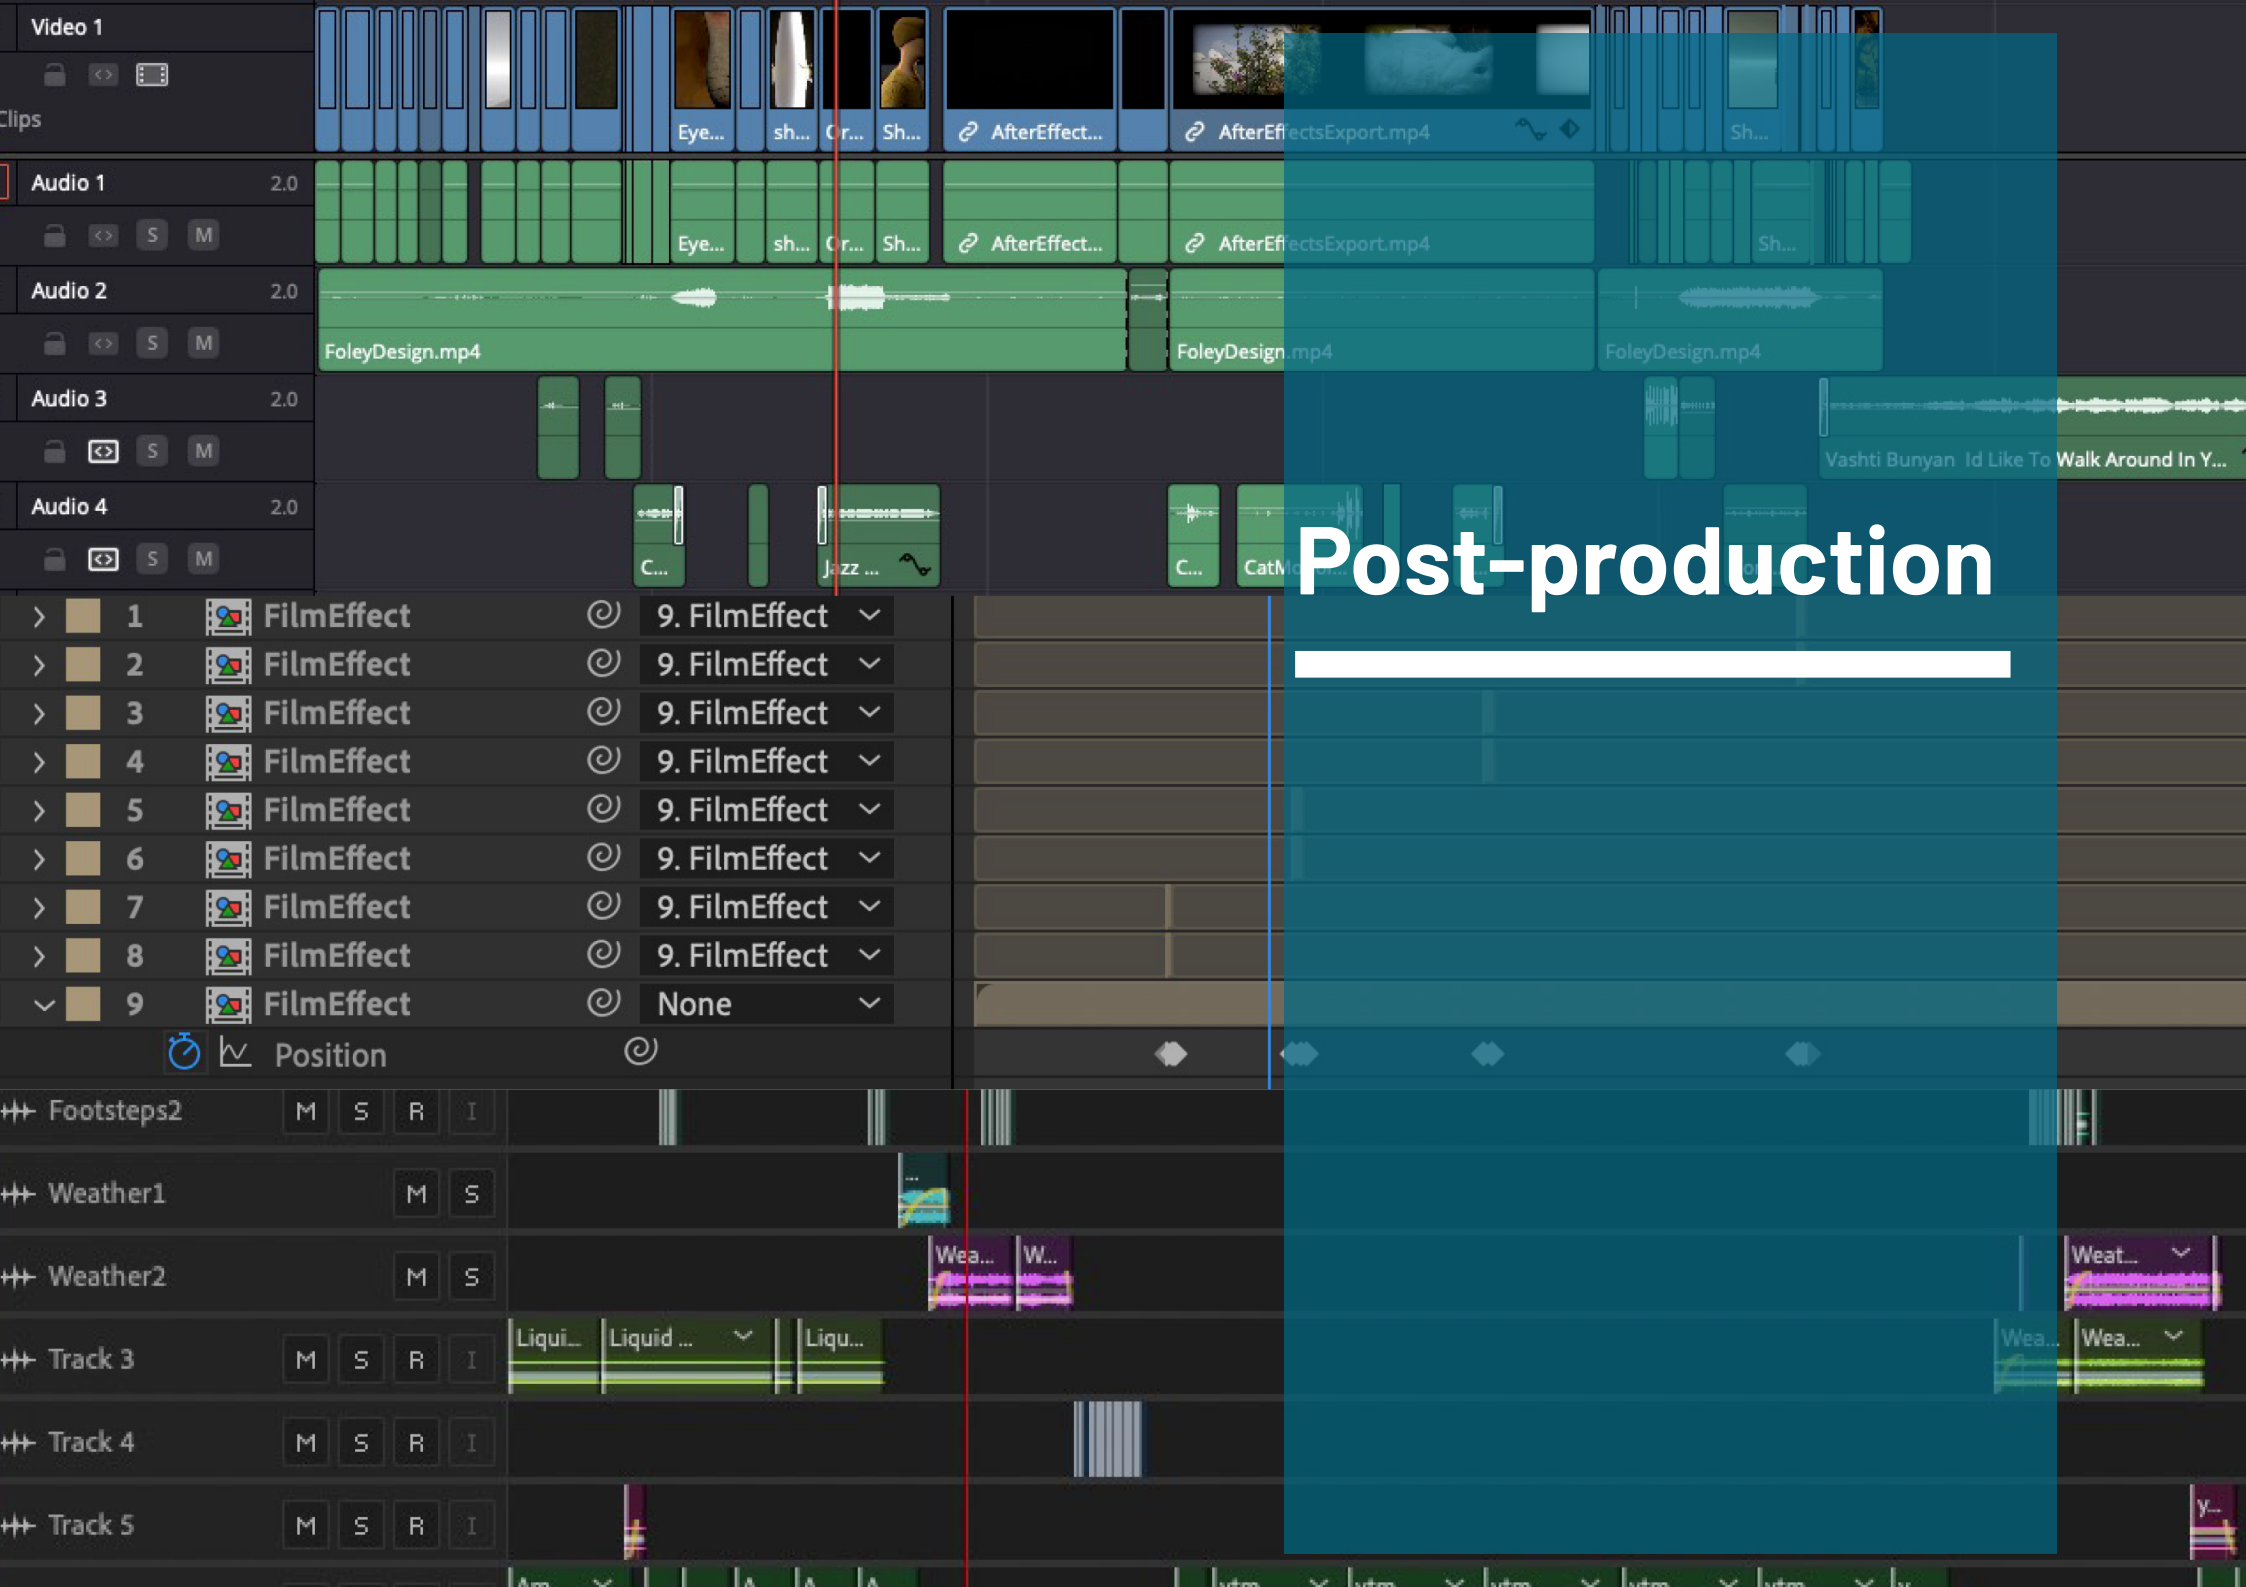 Video 1
Clips
Eye... sh... Or... Sh... AfterEffect... AfterEffectsExport.mp4 Sh...
Audio 1 2.0
S M
Eye... sh... Or... Sh... AfterEffect... AfterEffectsExport.mp4 Sh...
Audio 2 2.0
S M
FoleyDesign.mp4 FoleyDesign.mp4 FoleyDesign.mp4
Audio 3 2.0
S M
Vashti Bunyan Id Like To Walk Around In Y...
Audio 4 2.0
S M
C... Jazz ... C...
Post-production
1 FilmEffect 9. FilmEffect
2 FilmEffect 9. FilmEffect
3 FilmEffect 9. FilmEffect
4 FilmEffect 9. FilmEffect
5 FilmEffect 9. FilmEffect
6 FilmEffect 9. FilmEffect
7 FilmEffect 9. FilmEffect
8 FilmEffect 9. FilmEffect
9 FilmEffect None
Position
Footsteps2 M S R I
Weather1 M S ...
Weather2 M S Wea... W... Weat...
Track 3 M S R I Liqui... Liquid ... Liqu... Wea... Wea...
Track 4 M S R I
Track 5 M S R I y...